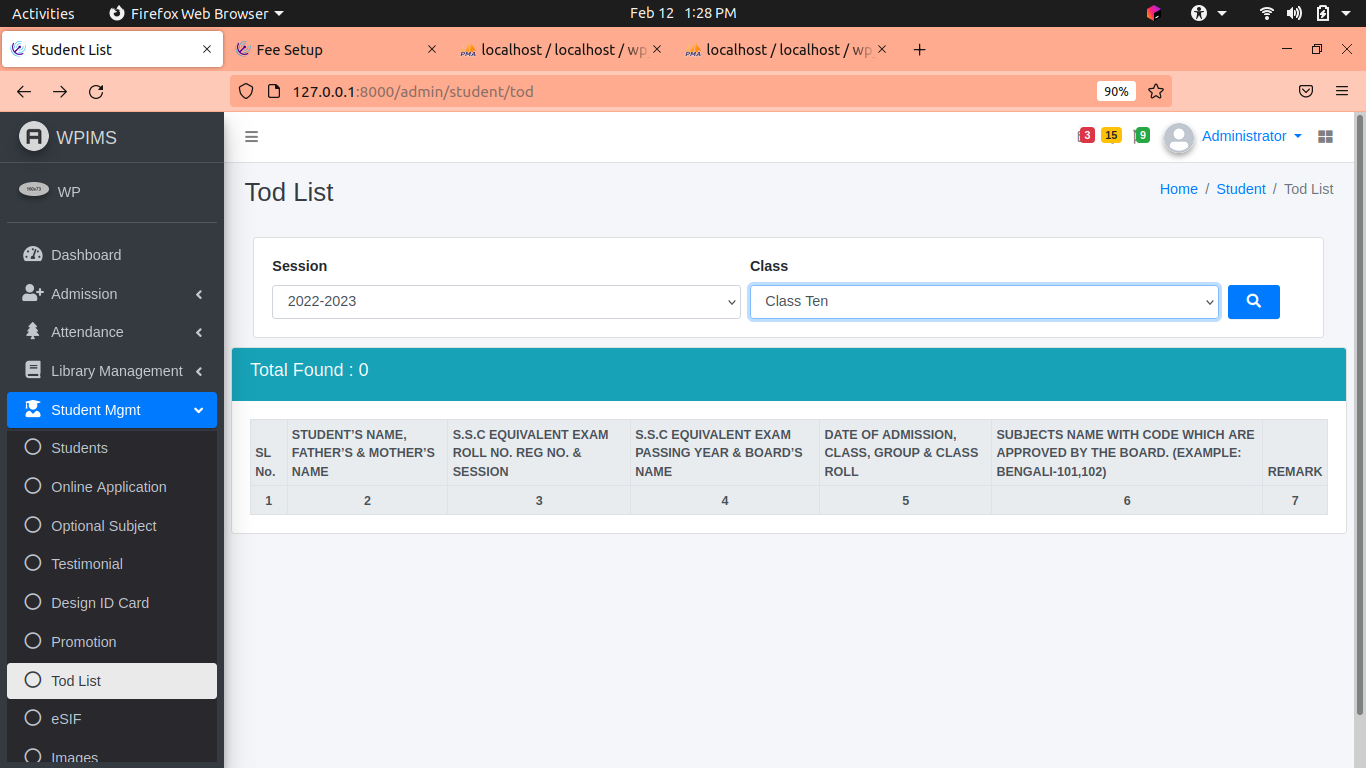 Activities
Firefox Web Browser
Feb 12 1:28 PM
Student List
Fee Setup
localhost / localhost / wp
localhost / localhost / wp
127.0.0.1:8000/admin/student/tod
90%
WPIMS
3
15
9
Administrator
WP
Tod List
Home / Student / Tod List
Dashboard
Admission
Attendance
Library Management
Student Mgmt
Students
Online Application
Optional Subject
Testimonial
Design ID Card
Promotion
Tod List
eSIF
Images
Session
Class
2022-2023
Class Ten
Total Found : 0
SL
No.
STUDENT’S NAME,
FATHER’S & MOTHER’S
NAME
S.S.C EQUIVALENT EXAM
ROLL NO. REG NO. &
SESSION
S.S.C EQUIVALENT EXAM
PASSING YEAR & BOARD’S
NAME
DATE OF ADMISSION,
CLASS, GROUP & CLASS
ROLL
SUBJECTS NAME WITH CODE WHICH ARE
APPROVED BY THE BOARD. (EXAMPLE:
BENGALI-101,102)
REMARK
1 2 3 4 5 6 7